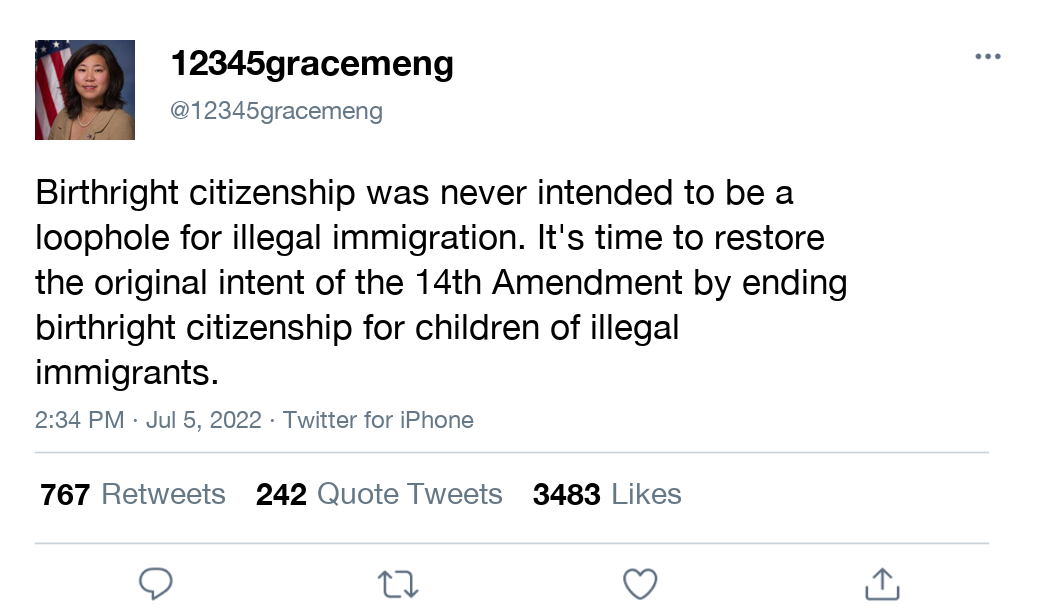 12345gracemeng
@12345gracemeng
Birthright citizenship was never intended to be a
loophole for illegal immigration. It's time to restore
the original intent of the 14th Amendment by ending
birthright citizenship for children of illegal
immigrants.
2:34 PM · Jul 5, 2022 · Twitter for iPhone
767 Retweets 242 Quote Tweets 3483 Likes